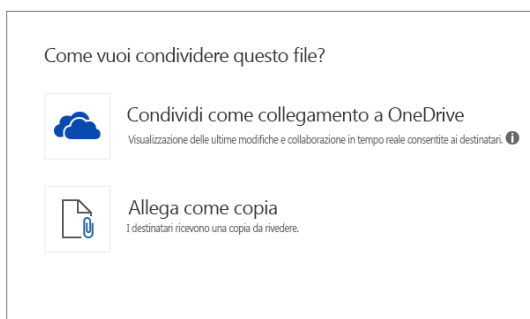 Come vuoi condividere questo file?
Condividi come collegamento a OneDrive
Visualizzazione delle ultime modifiche e collaborazione in tempo reale consentite ai destinatari.
Allega come copia
I destinatari ricevono una copia da rivedere.